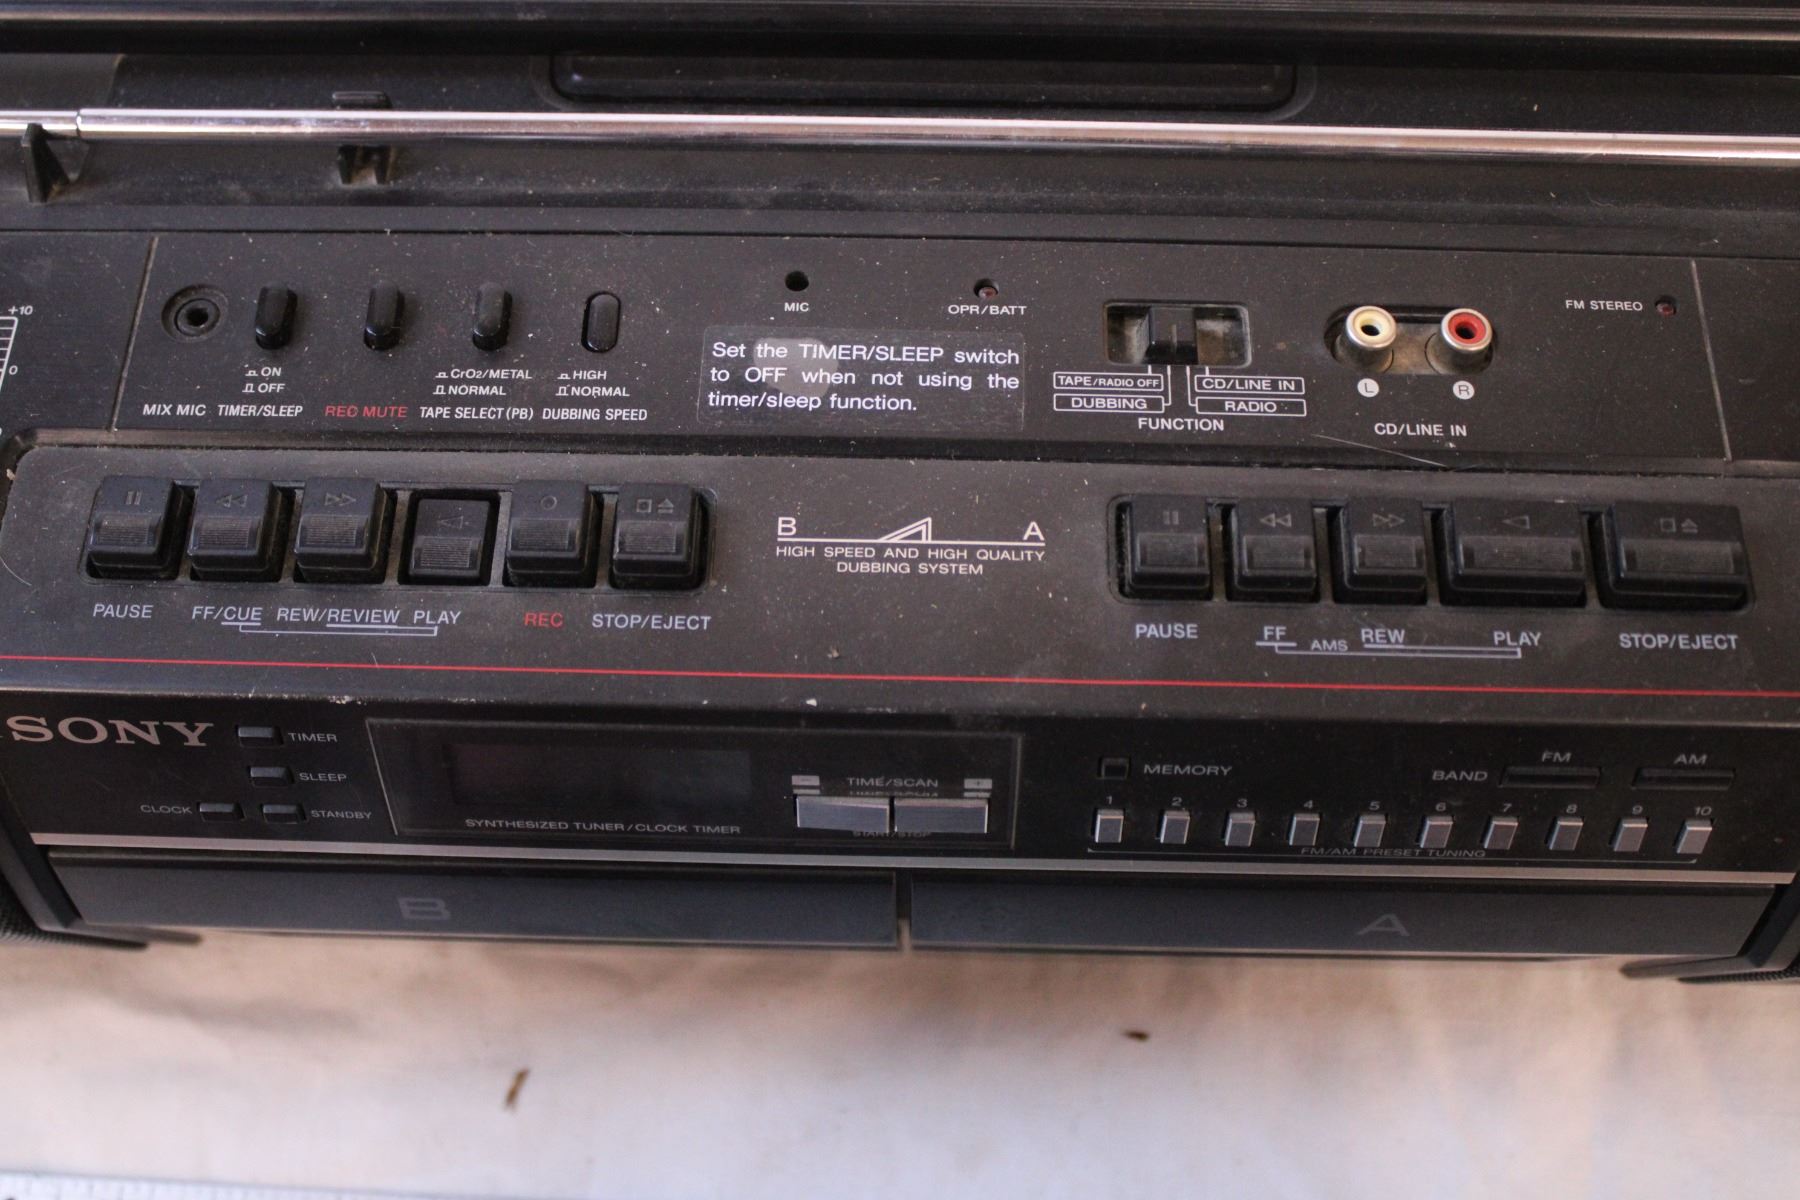 +10
0
MIC
OPR/BATT
FM STEREO
ON
OFF
CrO2/METAL
NORMAL
HIGH
NORMAL
MIX MIC TIMER/SLEEP REC MUTE TAPE SELECT (PB) DUBBING SPEED
Set the TIMER/SLEEP switch
to OFF when not using the
timer/sleep function.
TAPE/RADIO OFF CD/LINE IN
DUBBING RADIO
FUNCTION
L R
CD/LINE IN
B A
HIGH SPEED AND HIGH QUALITY
DUBBING SYSTEM
PAUSE FF/CUE REW/REVIEW PLAY REC STOP/EJECT
PAUSE FF AMS REW PLAY STOP/EJECT
SONY
TIMER
SLEEP
CLOCK STANDBY
SYNTHESIZED TUNER/CLOCK TIMER
- TIME/SCAN +
START/STOP
MEMORY
BAND FM AM
1 2 3 4 5 6 7 8 9 10
FM/AM PRESET TUNING
B A